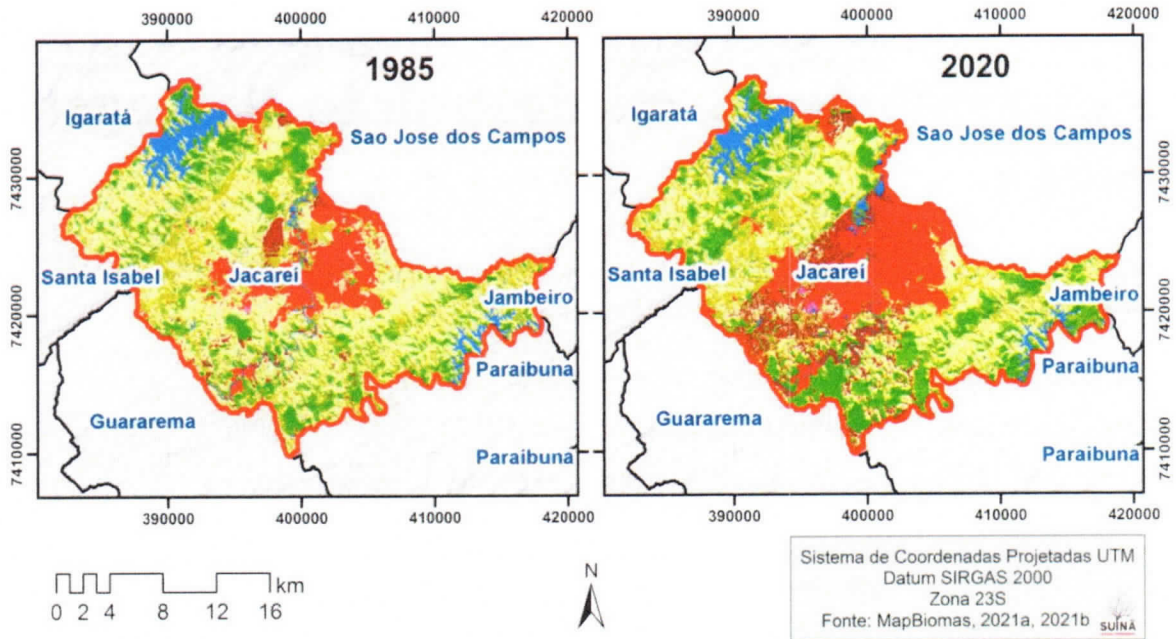 390000 400000 410000 420000
390000 400000 410000 420000
1985
2020
Igaratá
Sao Jose dos Campos
Santa Isabel
Jacareí
Jambeiro
Paraibuna
Guararema
Paraibuna
Igaratá
Sao Jose dos Campos
Santa Isabel
Jacareí
Jambeiro
Paraibuna
Guararema
Paraibuna
7430000
7420000
7410000
7430000
7420000
7410000
390000 400000 410000 420000
390000 400000 410000 420000
0 2 4 8 12 16 km
N
Sistema de Coordenadas Projetadas UTM
Datum SIRGAS 2000
Zona 23S
Fonte: MapBiomas, 2021a, 2021b
SUINÃ